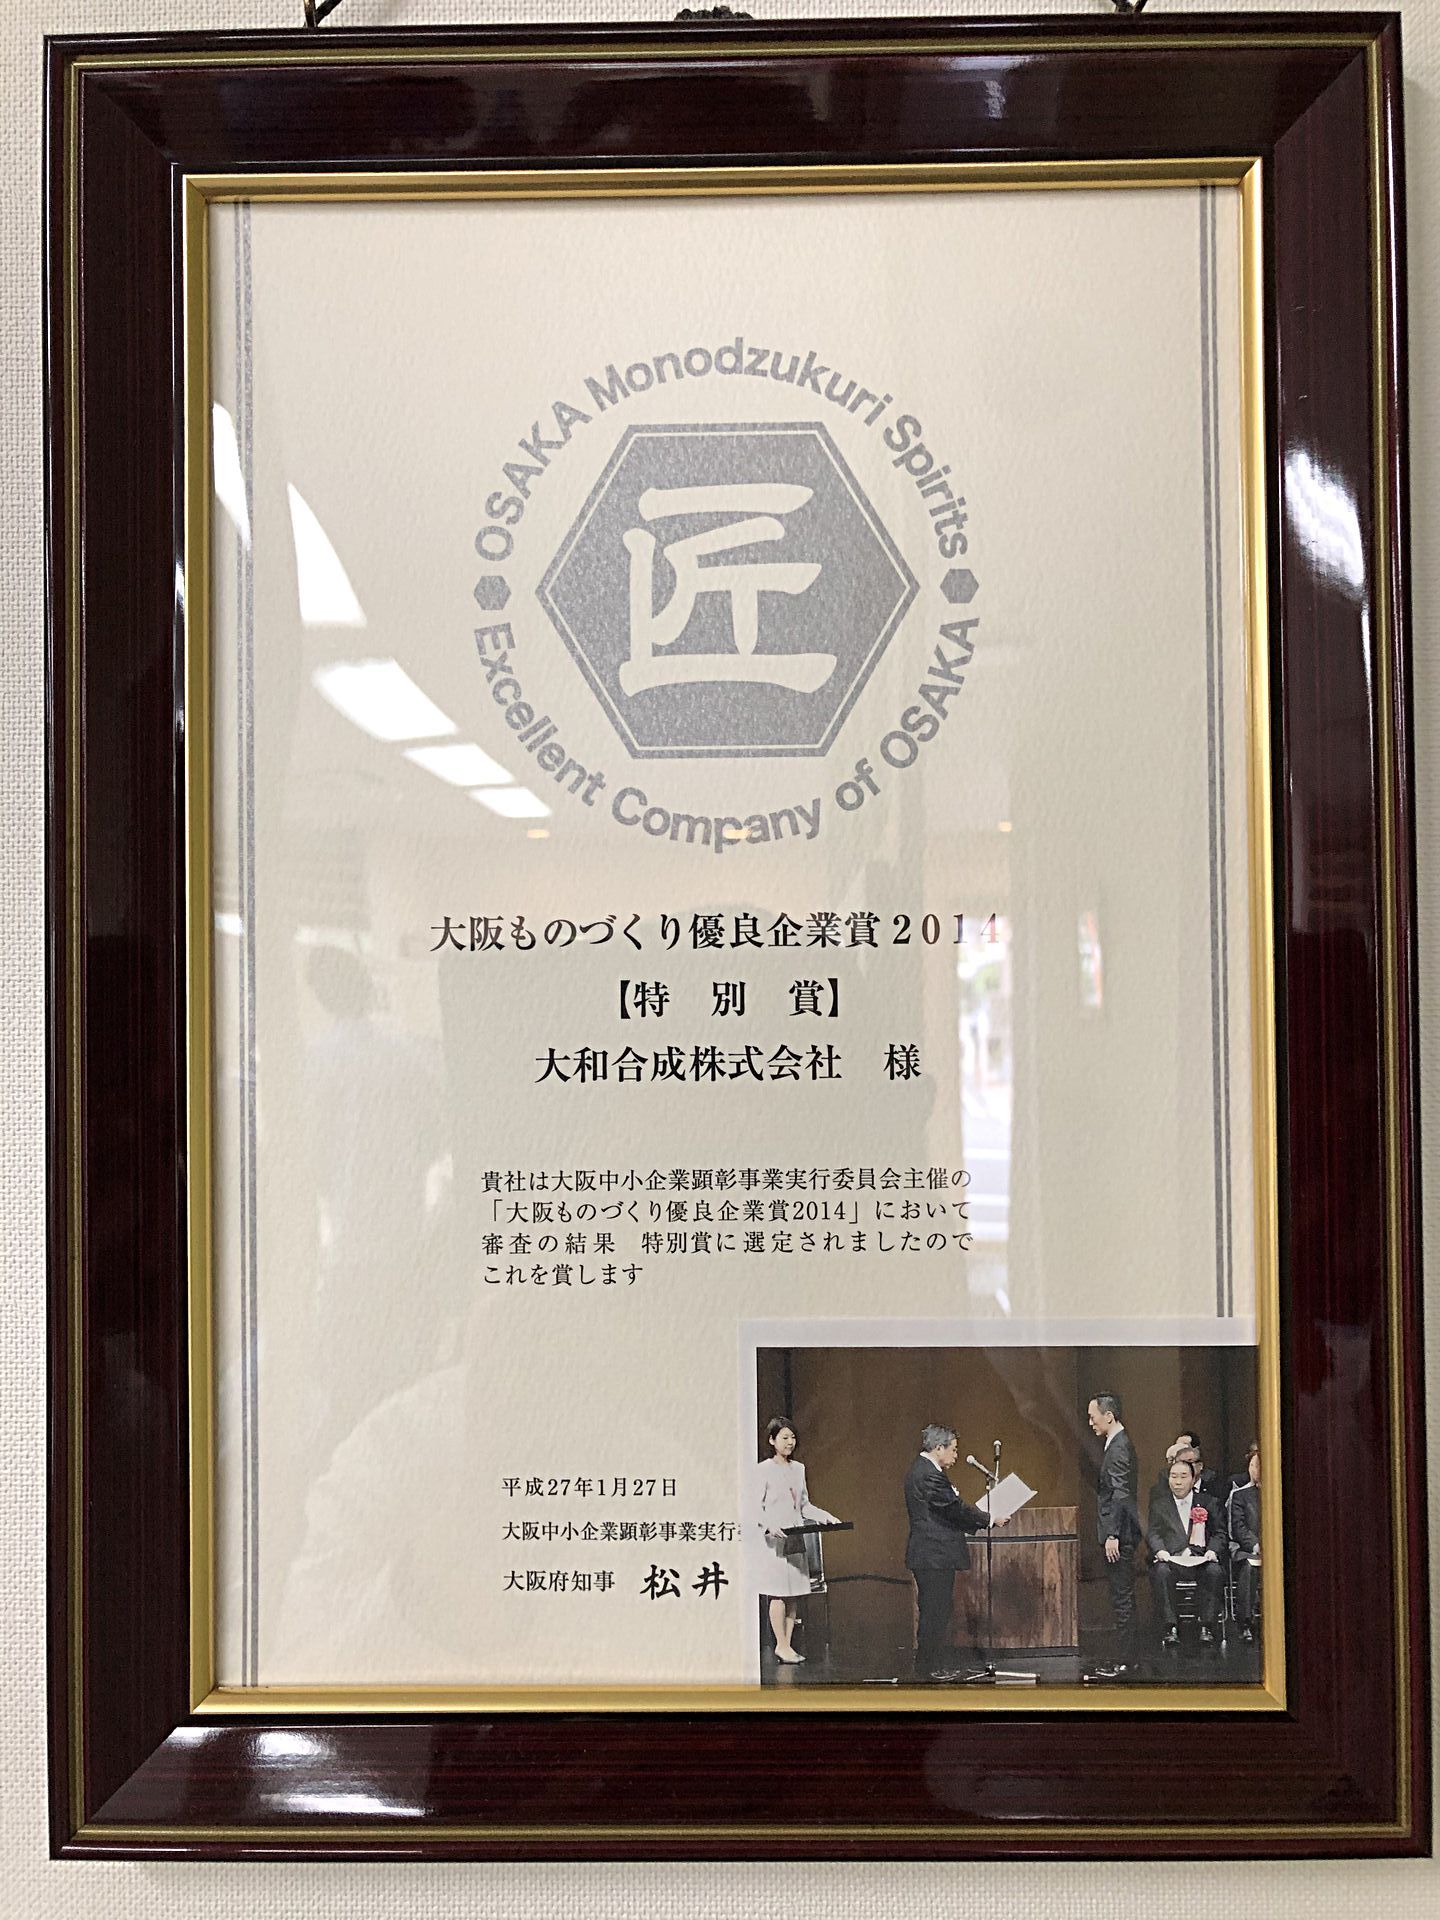 OSAKA Monodzukuri Spirits
匠
Excellent Company of OSAKA
大阪ものづくり優良企業賞2014
【特 別 賞】
大和合成株式会社 様
貴社は大阪中小企業顕彰事業実行委員会主催の
「大阪ものづくり優良企業賞2014」において
審査の結果 特別賞に選定されましたので
これを賞します
平成27年1月27日
大阪中小企業顕彰事業実行
大阪府知事 松井